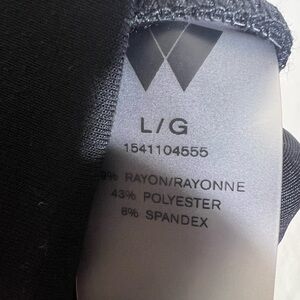 L/G
1541104555
RAYON/RAYONNE
43% POLYESTER
8% SPANDEX